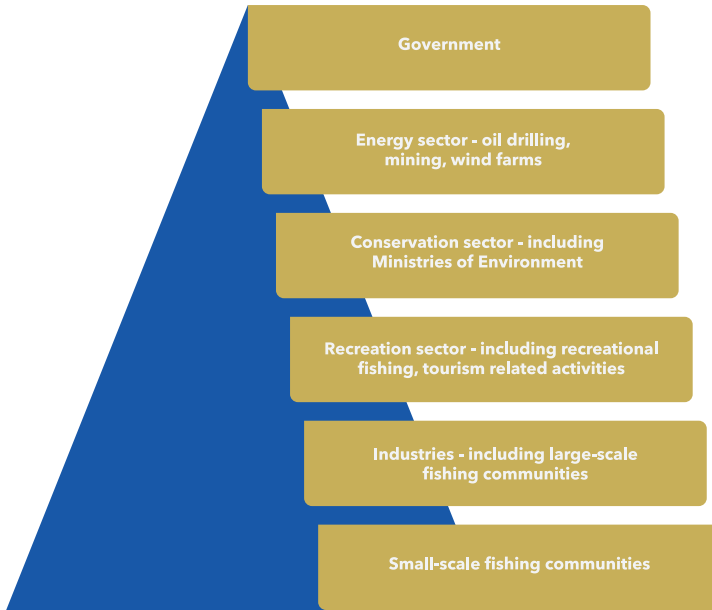 Government
Energy sector - oil drilling,
mining, wind farms
Conservation sector - including
Ministries of Environment
Recreation sector - including recreational
fishing, tourism related activities
Industries - including large-scale
fishing communities
Small-scale fishing communities